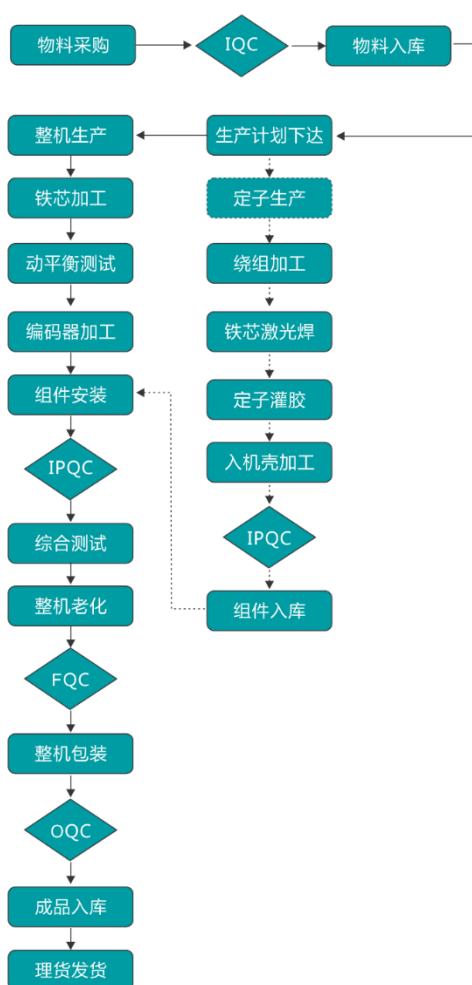 物料采购
IQC
物料入库
整机生产
生产计划下达
铁芯加工
定子生产
动平衡测试
绕组加工
编码器加工
铁芯激光焊
组件安装
定子灌胶
IPQC
入机壳加工
综合测试
IPQC
整机老化
组件入库
FQC
整机包装
OQC
成品入库
理货发货